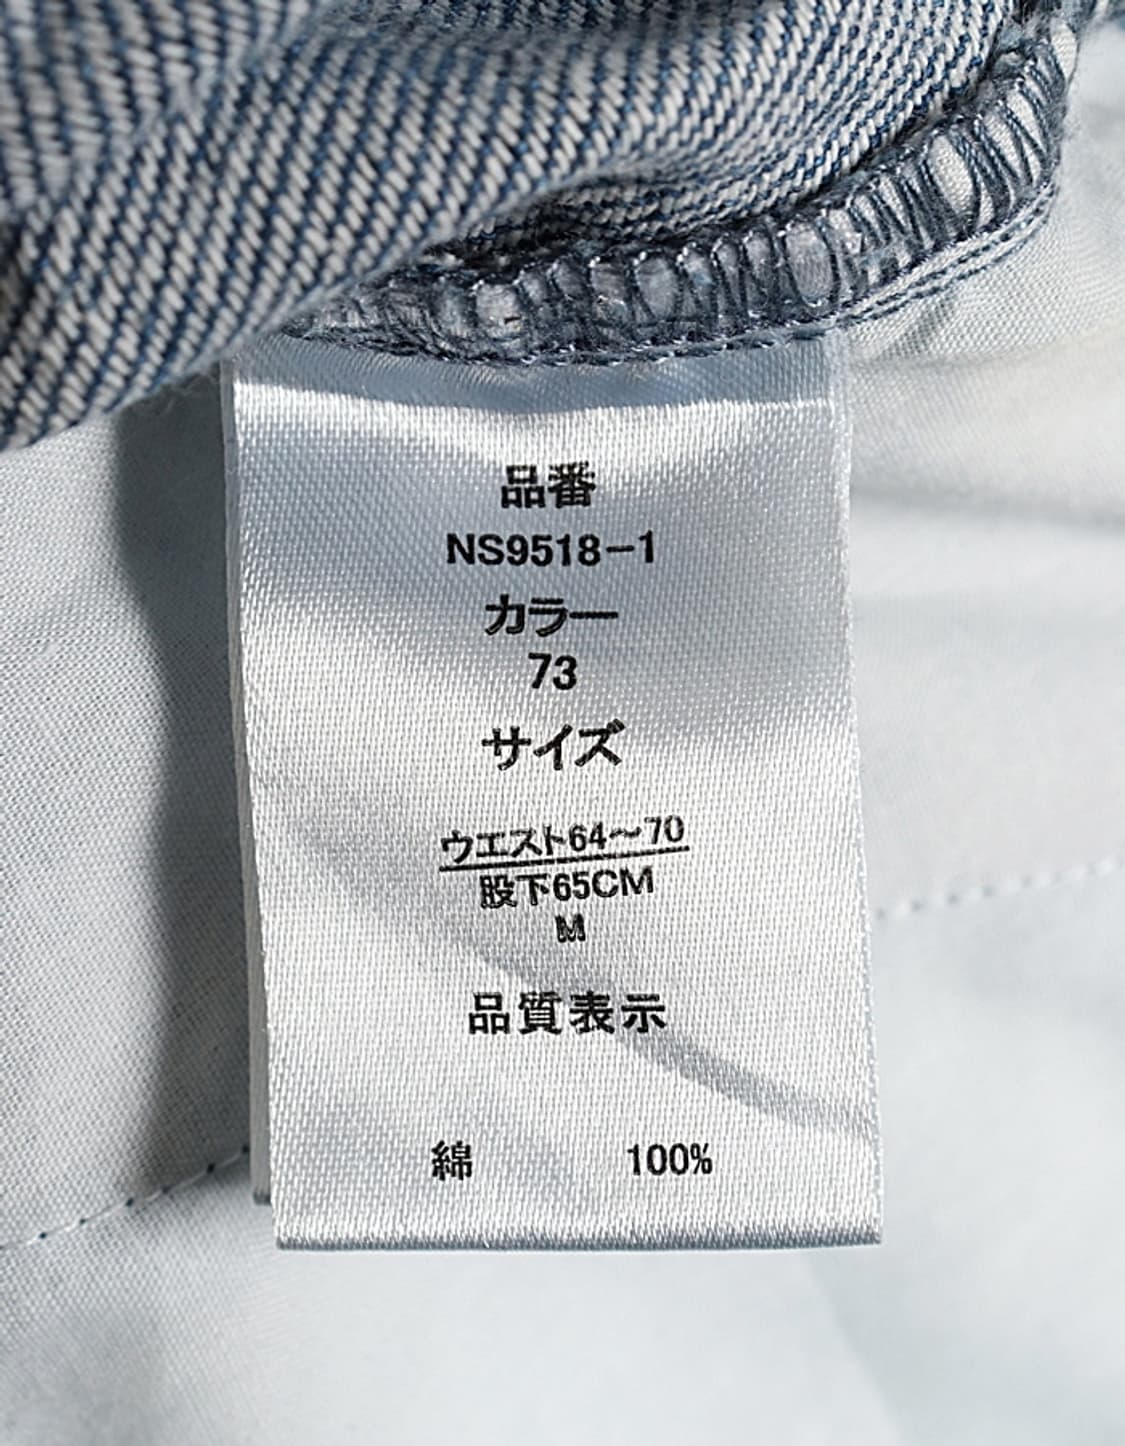 品番
NS9518-1
カラー
73
サイズ
ウエスト64～70
股下65CM
M
品質表示
綿 100%